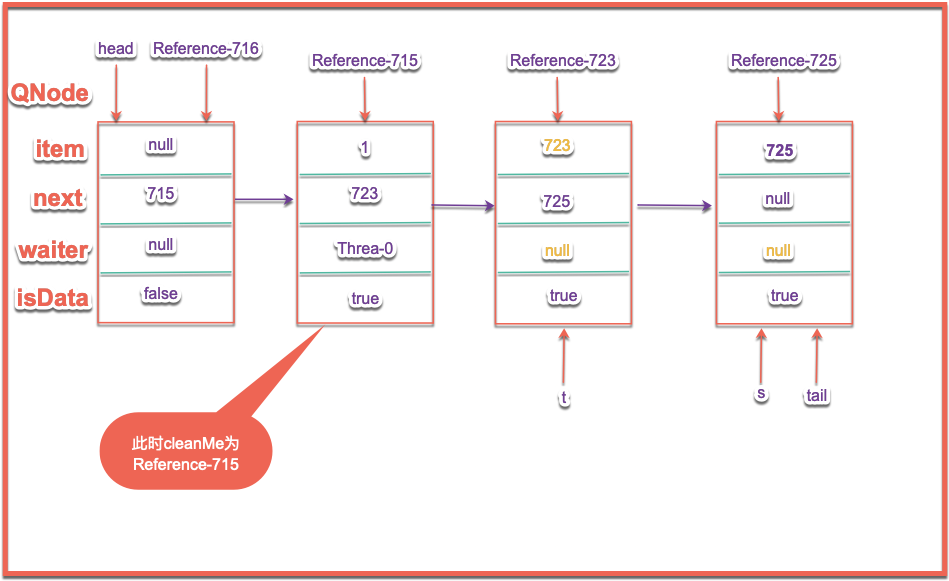 head Reference-716
Reference-715
Reference-723
Reference-725
QNode
item null 1 723 725
next 715 723 725 null
waiter null Threa-0 null null
isData false true true true
t
s
tail
此时cleanMe为
Reference-715